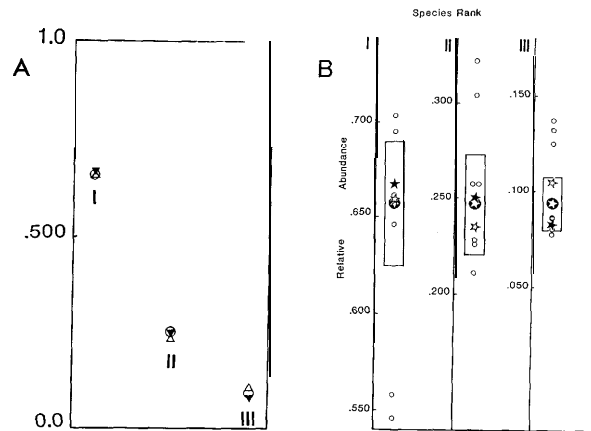 Species Rank
A
1.0
.500
0.0
I
II
III
B
I
II
III
Relative Abundance
.700
.650
.600
.540
.300
.250
.200
.150
.100
.050